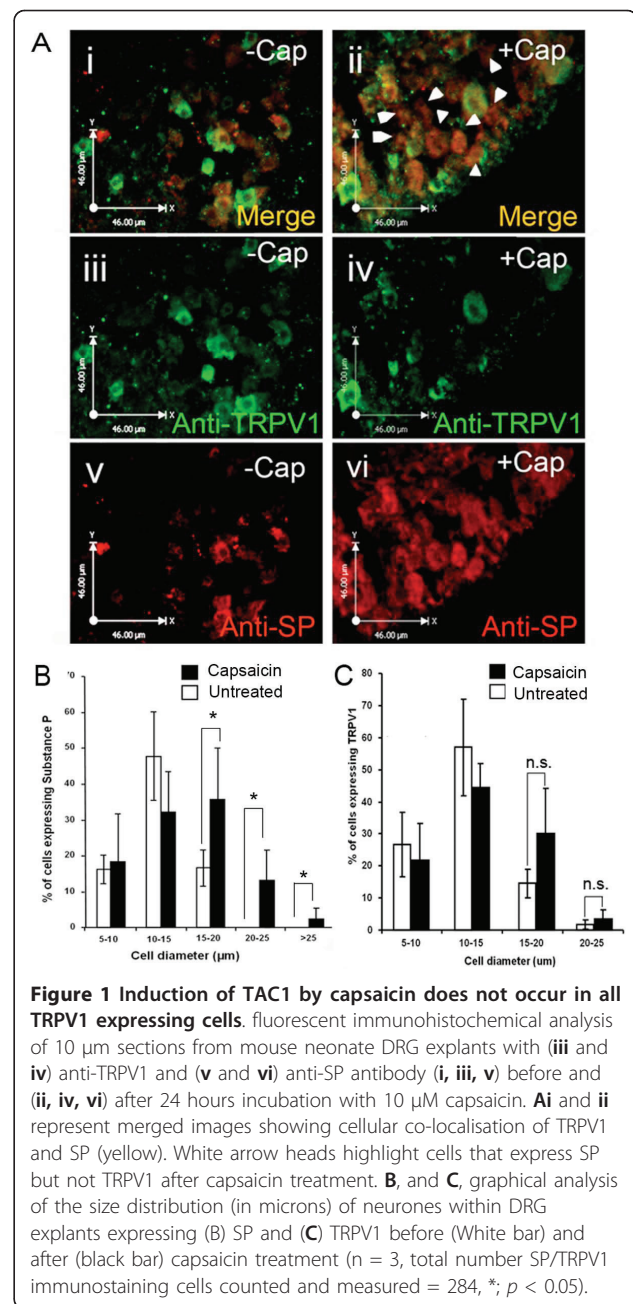 A
i
-Cap
Y
46.00 µm
46.00 µm
X
Merge
ii
+Cap
Y
46.00 µm
46.00 µm
X
Merge
iii
-Cap
Y
46.00 µm
46.00 µm
X
Anti-TRPV1
iv
+Cap
Y
46.00 µm
46.00 µm
X
Anti-TRPV1
v
-Cap
Y
46.00 µm
46.00 µm
X
Anti-SP
vi
+Cap
Y
46.00 µm
46.00 µm
X
Anti-SP
B
Capsaicin
Untreated
% of cells expressing Substance P
60
50
40
30
20
10
0
*
*
*
5-10
10-15
15-20
20-25
>25
Cell diameter (µm)
C
Capsaicin
Untreated
% of cells expressing TRPV1
80
70
60
50
40
30
20
10
0
n.s.
n.s.
5-10
10-15
15-20
20-25
Cell diameter (um)
Figure 1 Induction of TAC1 by capsaicin does not occur in all
TRPV1 expressing cells. fluorescent immunohistochemical analysis
of 10 µm sections from mouse neonate DRG explants with (iii and
iv) anti-TRPV1 and (v and vi) anti-SP antibody (i, iii, v) before and
(ii, iv, vi) after 24 hours incubation with 10 µM capsaicin. Ai and ii
represent merged images showing cellular co-localisation of TRPV1
and SP (yellow). White arrow heads highlight cells that express SP
but not TRPV1 after capsaicin treatment. B, and C, graphical analysis
of the size distribution (in microns) of neurones within DRG
explants expressing (B) SP and (C) TRPV1 before (White bar) and
after (black bar) capsaicin treatment (n = 3, total number SP/TRPV1
immunostaining cells counted and measured = 284, *; p < 0.05).